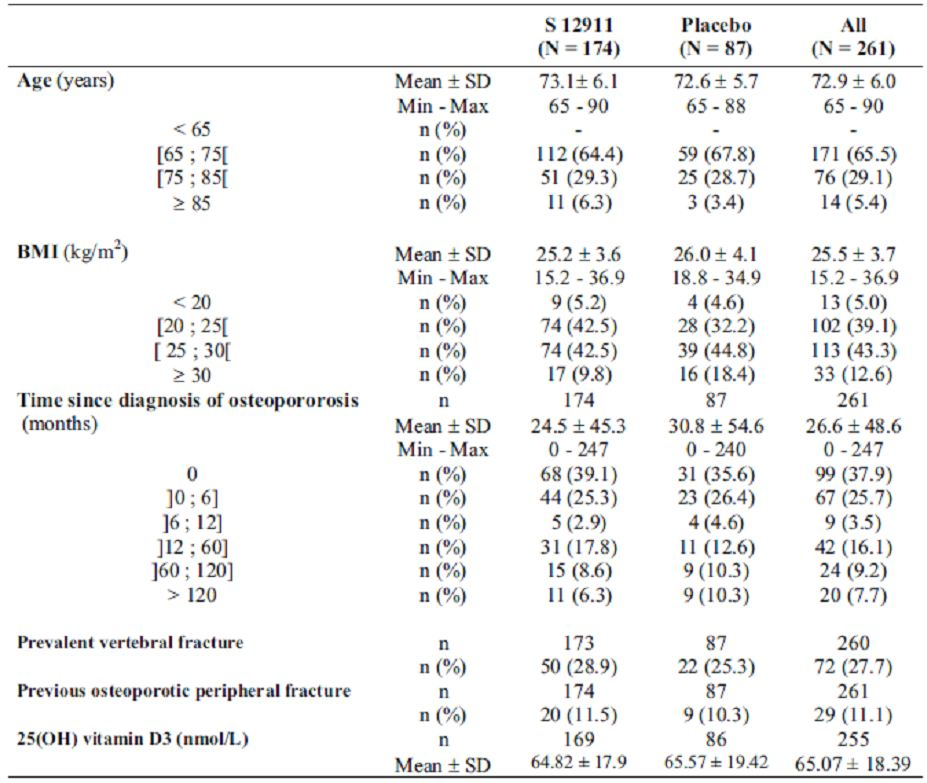 S 12911 Placebo All
(N = 174) (N = 87) (N = 261)
Age (years) Mean ± SD 73.1± 6.1 72.6 ± 5.7 72.9 ± 6.0
Min - Max 65 - 90 65 - 88 65 - 90
< 65 n (%) - - -
[65 ; 75[ n (%) 112 (64.4) 59 (67.8) 171 (65.5)
[75 ; 85[ n (%) 51 (29.3) 25 (28.7) 76 (29.1)
≥ 85 n (%) 11 (6.3) 3 (3.4) 14 (5.4)
BMI (kg/m²) Mean ± SD 25.2 ± 3.6 26.0 ± 4.1 25.5 ± 3.7
Min - Max 15.2 - 36.9 18.8 - 34.9 15.2 - 36.9
< 20 n (%) 9 (5.2) 4 (4.6) 13 (5.0)
[20 ; 25[ n (%) 74 (42.5) 28 (32.2) 102 (39.1)
[ 25 ; 30[ n (%) 74 (42.5) 39 (44.8) 113 (43.3)
≥ 30 n (%) 17 (9.8) 16 (18.4) 33 (12.6)
Time since diagnosis of osteopororosis n 174 87 261
(months) Mean ± SD 24.5 ± 45.3 30.8 ± 54.6 26.6 ± 48.6
Min - Max 0 - 247 0 - 240 0 - 247
0 n (%) 68 (39.1) 31 (35.6) 99 (37.9)
]0 ; 6] n (%) 44 (25.3) 23 (26.4) 67 (25.7)
]6 ; 12] n (%) 5 (2.9) 4 (4.6) 9 (3.5)
]12 ; 60] n (%) 31 (17.8) 11 (12.6) 42 (16.1)
]60 ; 120] n (%) 15 (8.6) 9 (10.3) 24 (9.2)
> 120 n (%) 11 (6.3) 9 (10.3) 20 (7.7)
Prevalent vertebral fracture n 173 87 260
n (%) 50 (28.9) 22 (25.3) 72 (27.7)
Previous osteoporotic peripheral fracture n 174 87 261
n (%) 20 (11.5) 9 (10.3) 29 (11.1)
25(OH) vitamin D3 (nmol/L) n 169 86 255
Mean ± SD 64.82 ± 17.9 65.57 ± 19.42 65.07 ± 18.39